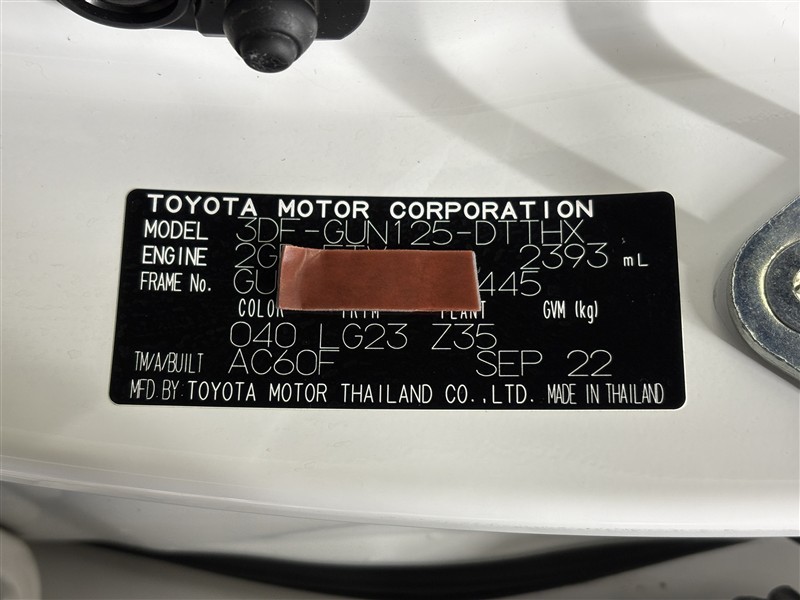 TOYOTA MOTOR CORPORATION
MODEL 3DF-GUN125-DTTHX
ENGINE 2393 mL
FRAME No. GU 445
COLOR TRIM PLANT GVM (kg)
040 LG23 Z35
TM/A/BUILT AC60F SEP 22
MFD.BY:TOYOTA MOTOR THAILAND CO.,LTD. MADE IN THAILAND